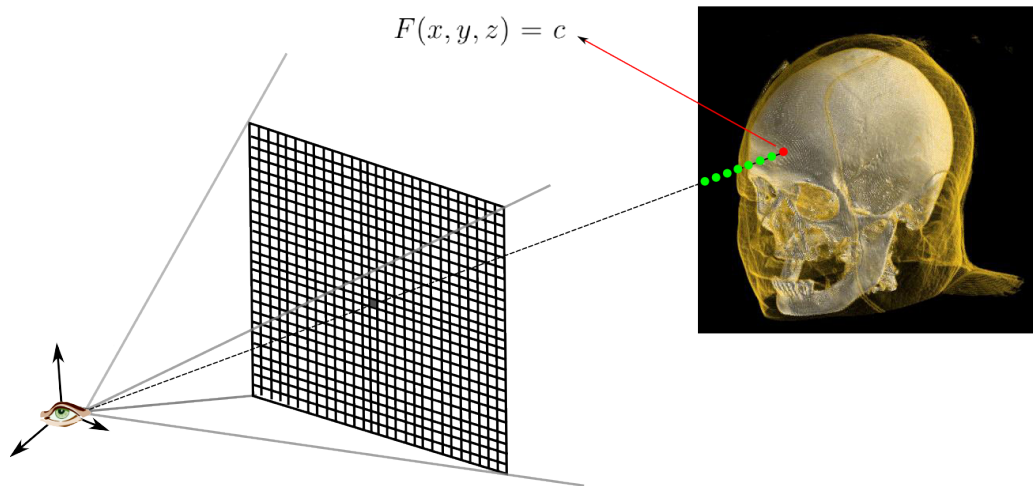 F(x, y, z) = c